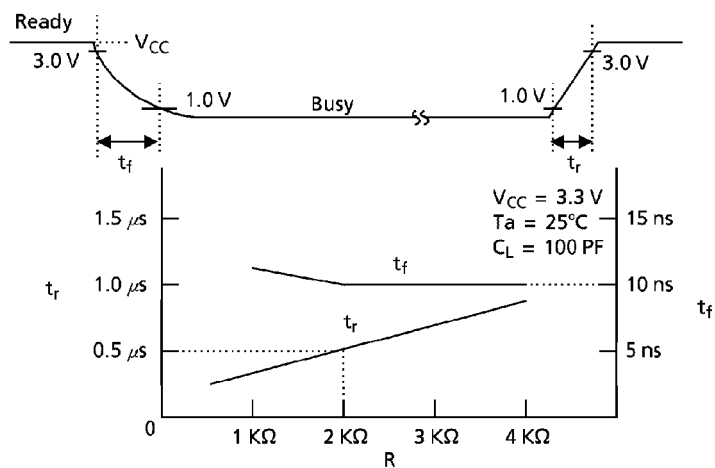 Ready
VCC
3.0 V
1.0 V
Busy
1.0 V
3.0 V
tf
tr
VCC = 3.3 V
Ta = 25°C
CL = 100 PF
1.5 µs
15 ns
tf
tr
1.0 µs
10 ns
tf
tr
0.5 µs
5 ns
0
1 KΩ
2 KΩ
3 KΩ
4 KΩ
R